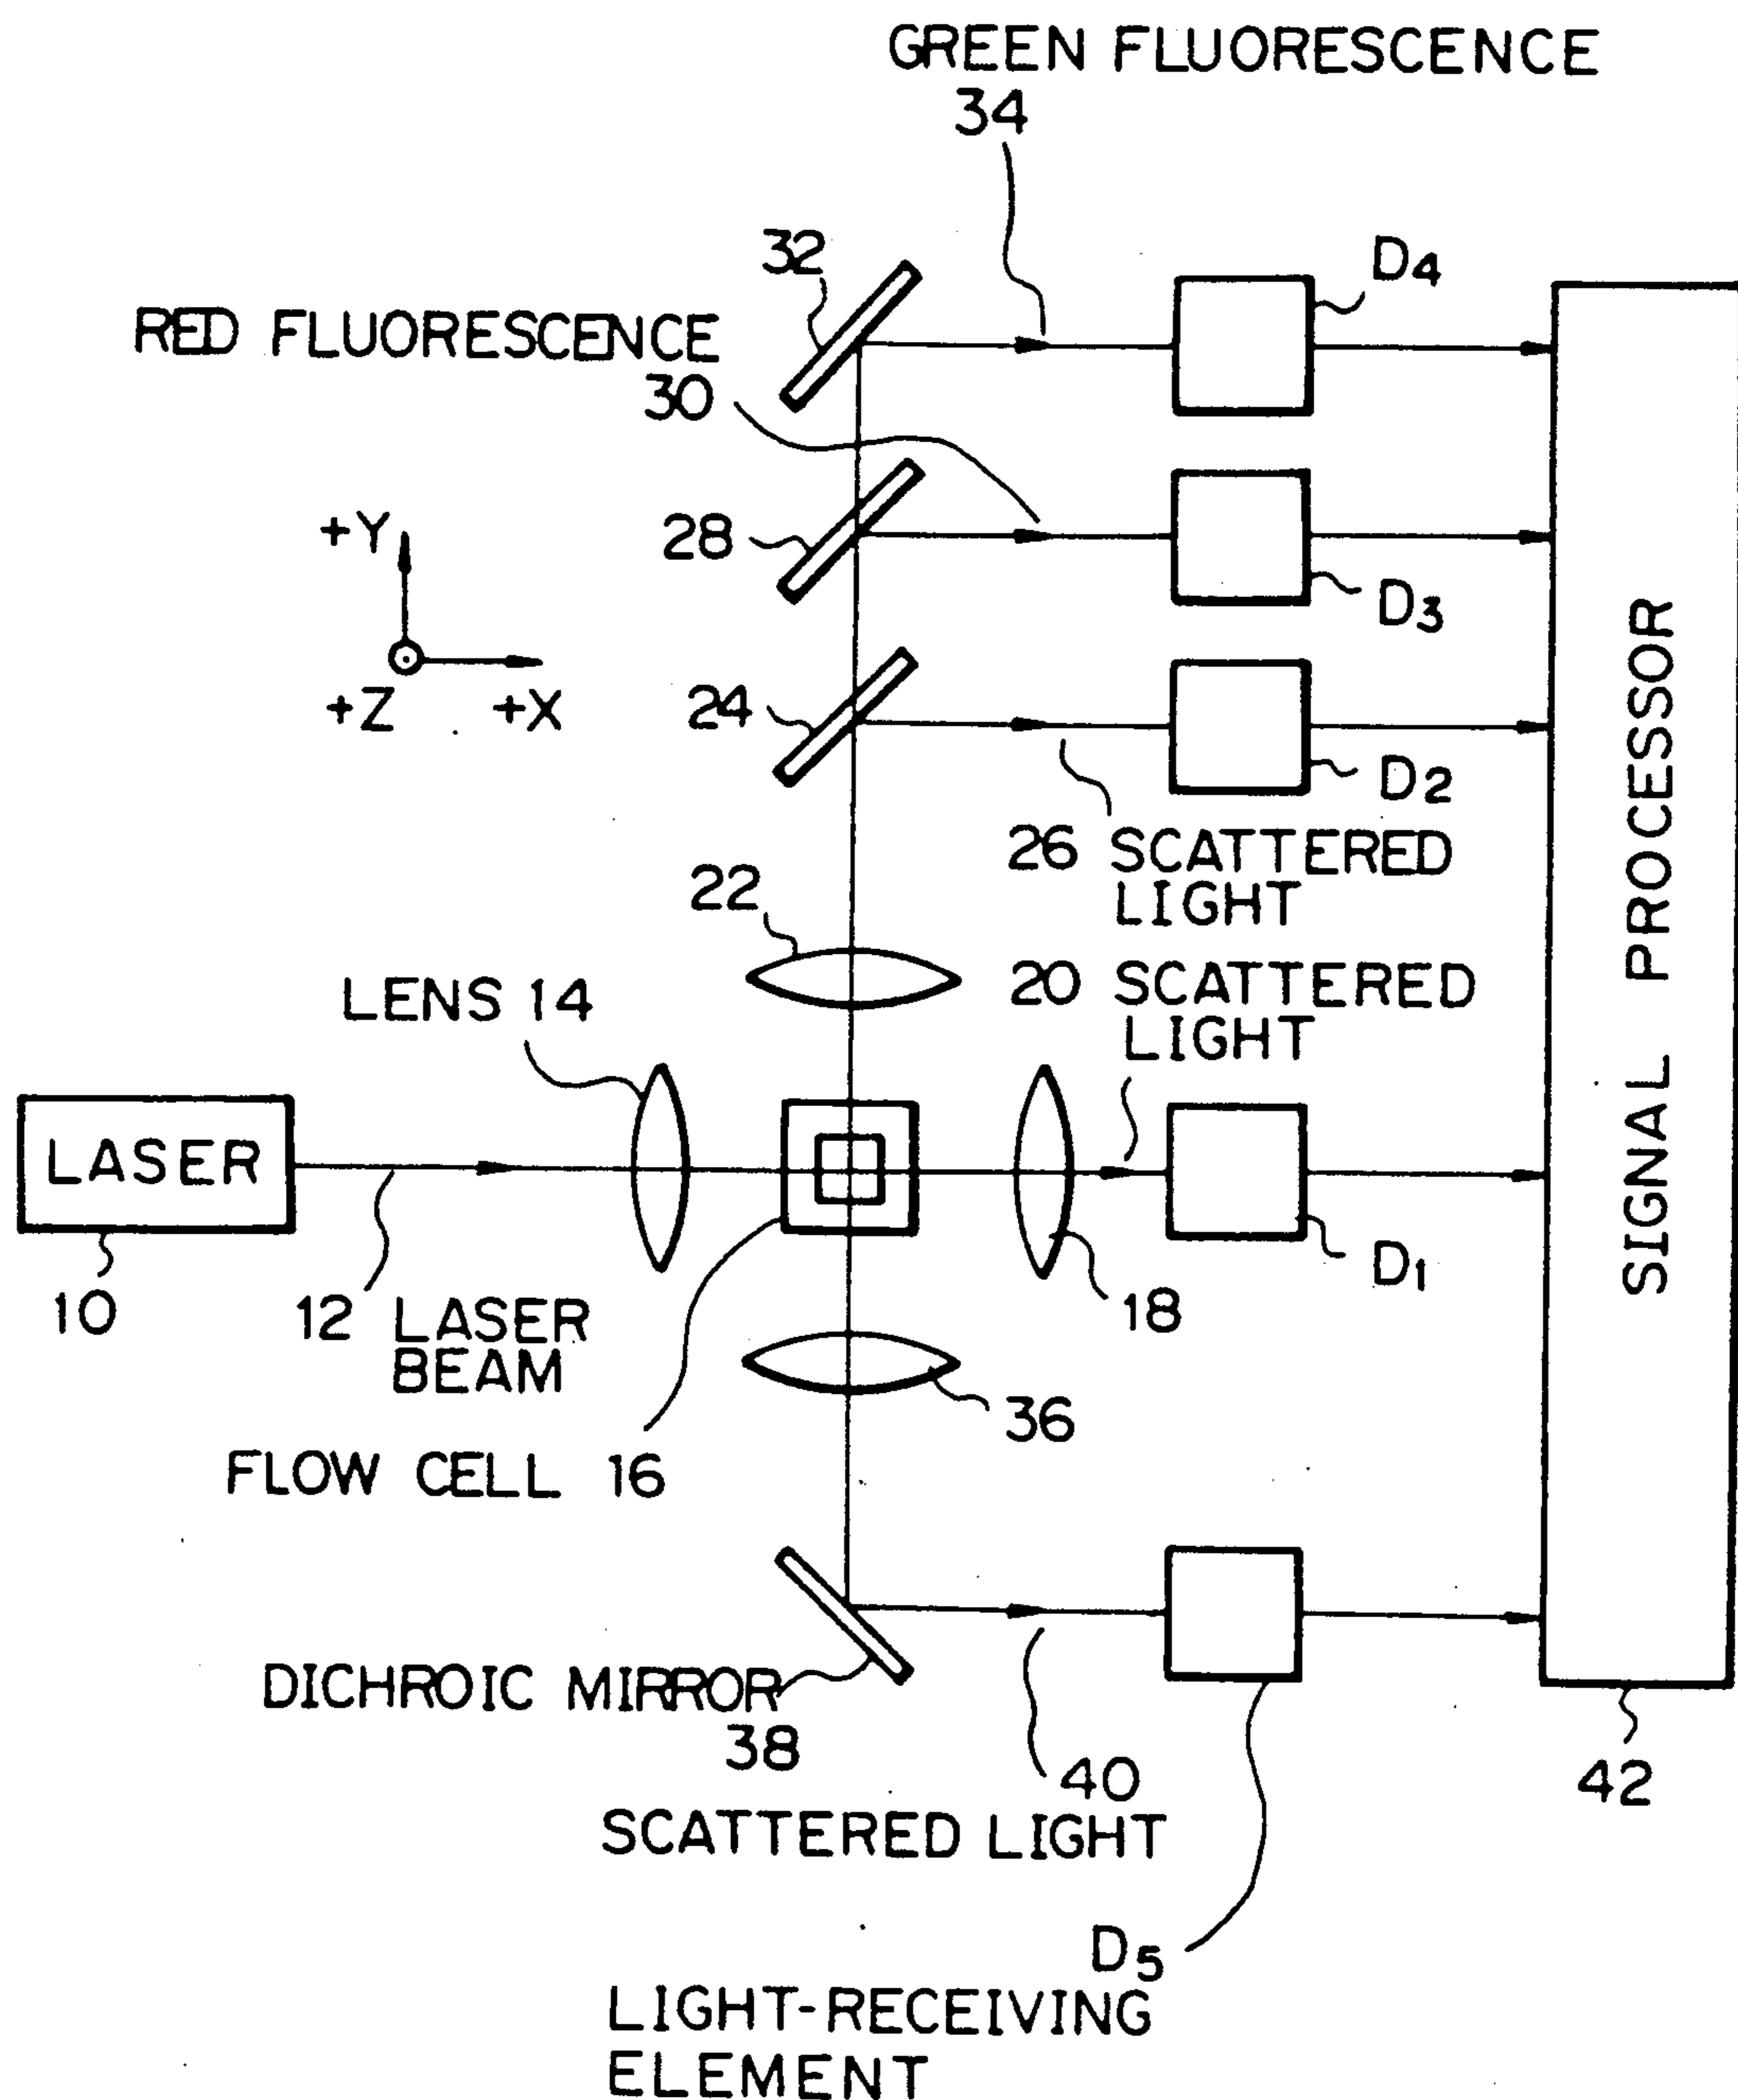 GREEN FLUORESCENCE
34
32
D4
RED FLUORESCENCE
30
+Y
28
D3
+Z +X
24
D2
26 SCATTERED
LIGHT
22
20 SCATTERED
LIGHT
LENS 14
LASER
SIGNAL PROCESSOR
D1
10
12 LASER
BEAM
18
36
FLOW CELL 16
DICHROIC MIRROR
38
40
SCATTERED LIGHT
42
D5
LIGHT-RECEIVING
ELEMENT